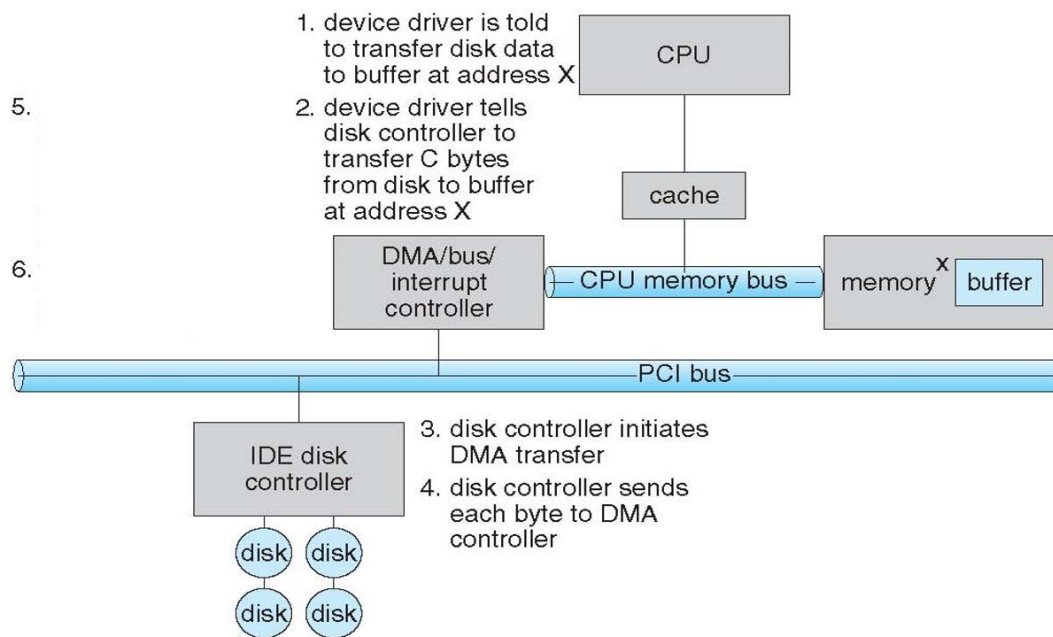 1. device driver is told
to transfer disk data
to buffer at address X
2. device driver tells
disk controller to
transfer C bytes
from disk to buffer
at address X
5.
6.
CPU
cache
DMA/bus/
interrupt
controller
CPU memory bus
memory
X
buffer
PCI bus
IDE disk
controller
3. disk controller initiates
DMA transfer
4. disk controller sends
each byte to DMA
controller
disk
disk
disk
disk